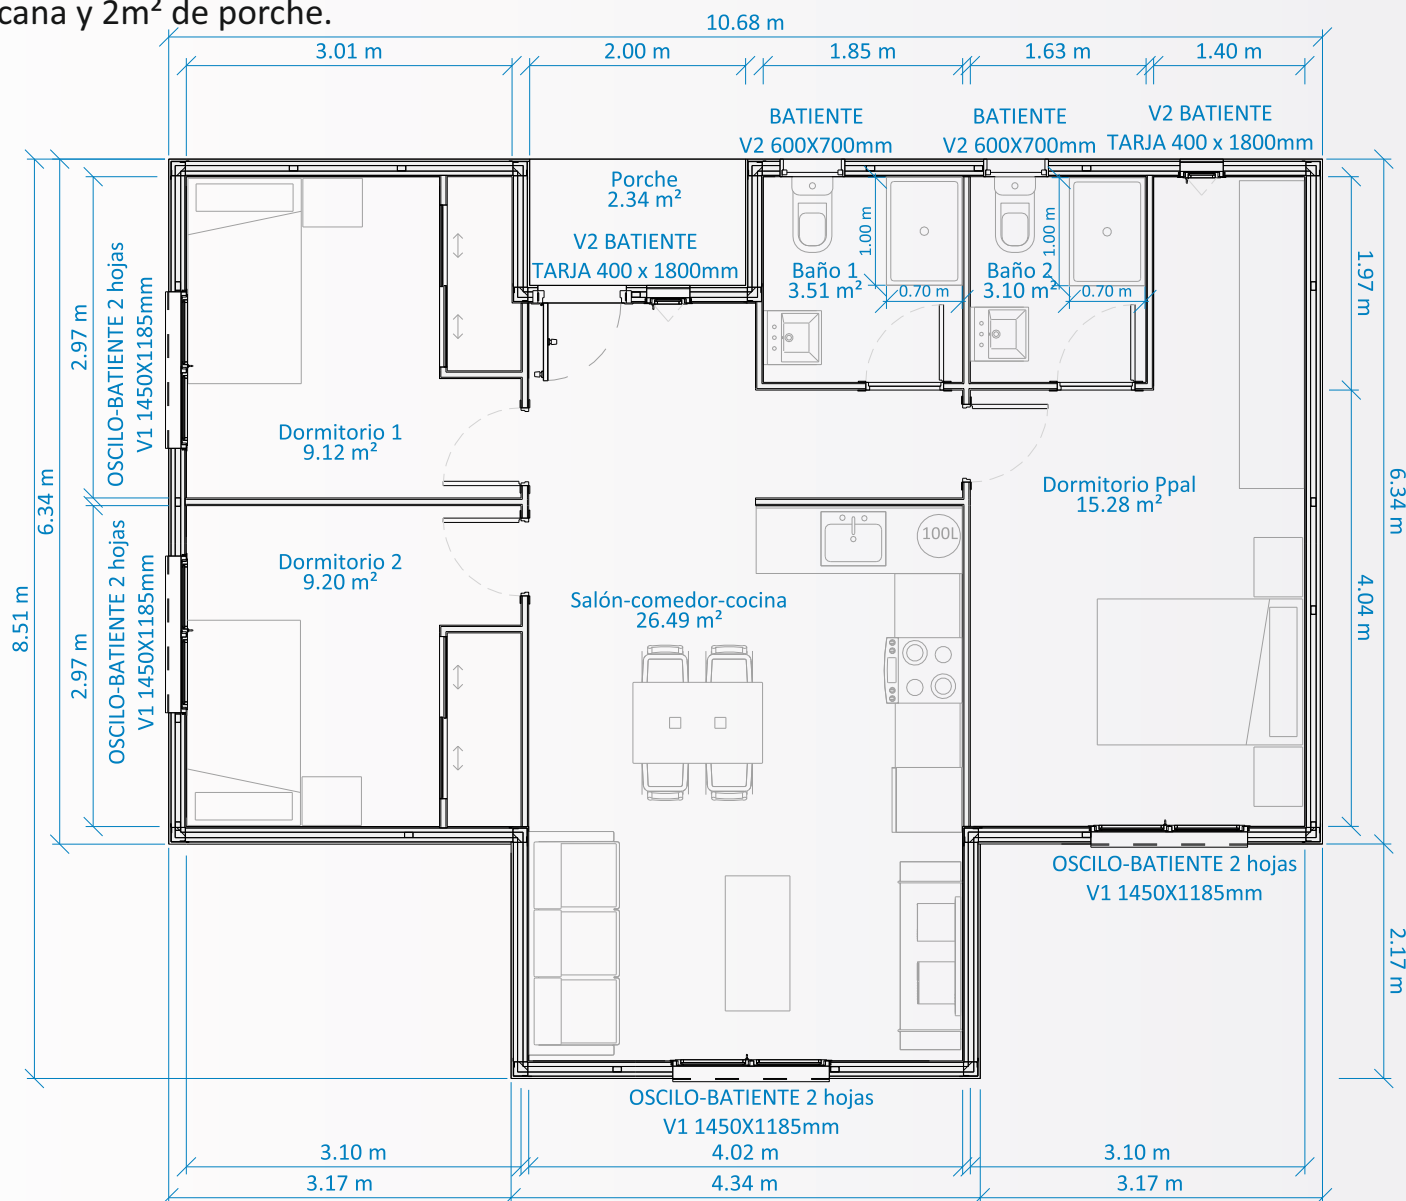 cana y 2m² de porche.
10.68 m
3.01 m
2.00 m
1.85 m
1.63 m
1.40 m
BATIENTE
V2 600X700mm
BATIENTE
V2 600X700mm
V2 BATIENTE
TARJA 400 x 1800mm
Porche
2.34 m²
V2 BATIENTE
TARJA 400 x 1800mm
1.00 m
Baño 1
3.51 m²
0.70 m
1.00 m
Baño 2
3.10 m²
0.70 m
1.97 m
OSCILO-BATIENTE 2 hojas
V1 1450X1185mm
2.97 m
6.34 m
8.51 m
Dormitorio 1
9.12 m²
Dormitorio Ppal
15.28 m²
6.34 m
100L
OSCILO-BATIENTE 2 hojas
V1 1450X1185mm
2.97 m
Dormitorio 2
9.20 m²
Salón-comedor-cocina
26.49 m²
4.04 m
OSCILO-BATIENTE 2 hojas
V1 1450X1185mm
2.17 m
OSCILO-BATIENTE 2 hojas
V1 1450X1185mm
3.10 m
4.02 m
3.10 m
3.17 m
4.34 m
3.17 m